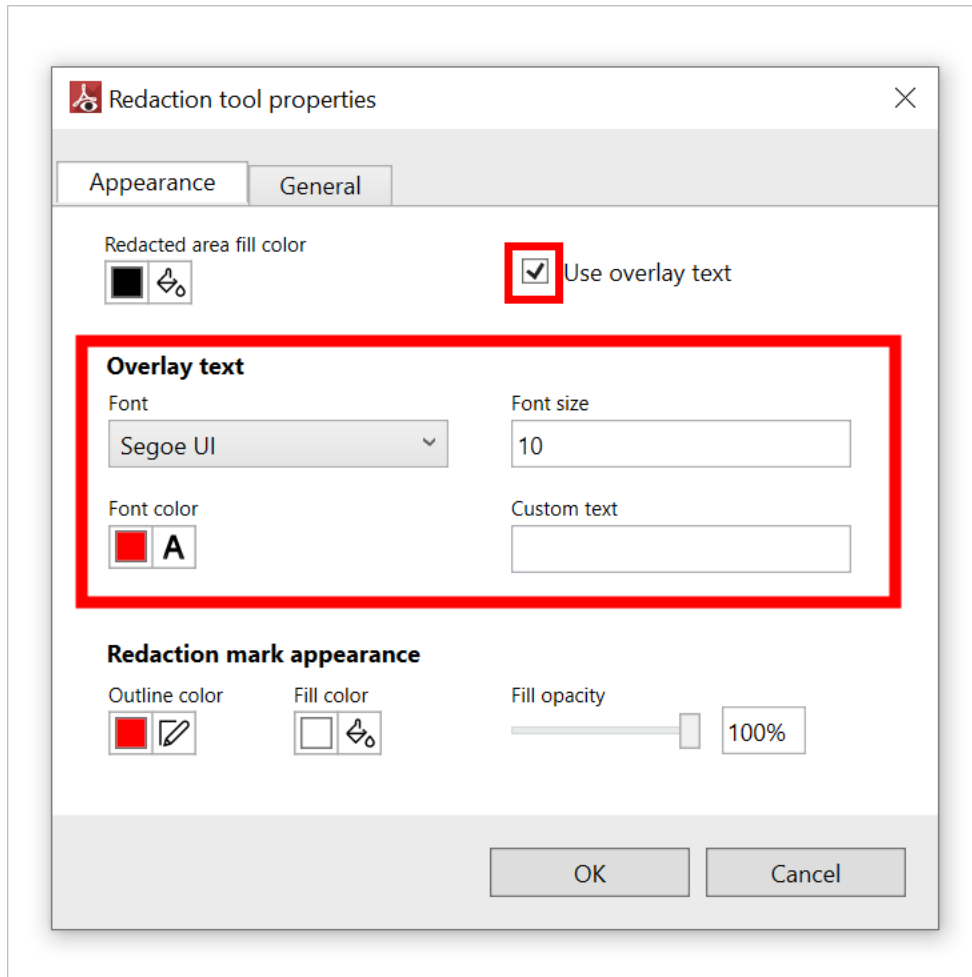 Redaction tool properties
Appearance
General
Redacted area fill color
Use overlay text
Overlay text
Font
Font size
Segoe UI
10
Font color
Custom text
A
Redaction mark appearance
Outline color
Fill color
Fill opacity
100%
OK
Cancel